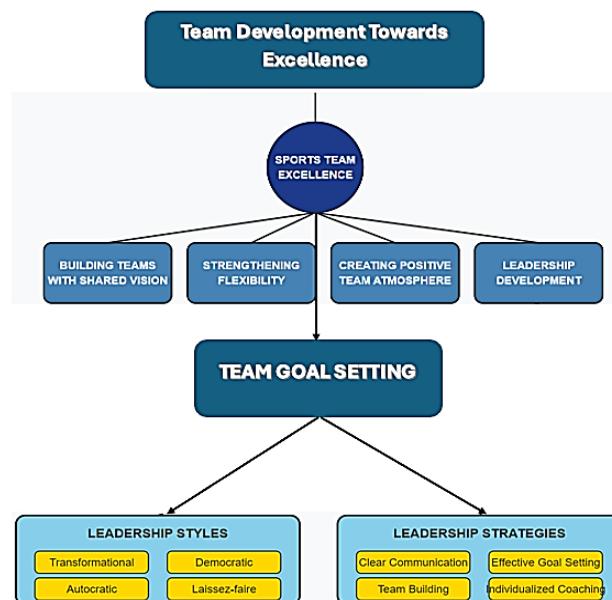 Team Development Towards
Excellence
SPORTS TEAM
EXCELLENCE
BUILDING TEAMS
WITH SHARED VISION
STRENGTHENING
FLEXIBILITY
CREATING POSITIVE
TEAM ATMOSPHERE
LEADERSHIP
DEVELOPMENT
TEAM GOAL SETTING
LEADERSHIP STYLES
Transformational
Democratic
Autocratic
Laissez-faire
LEADERSHIP STRATEGIES
Clear Communication
Effective Goal Setting
Team Building
Individualized Coaching